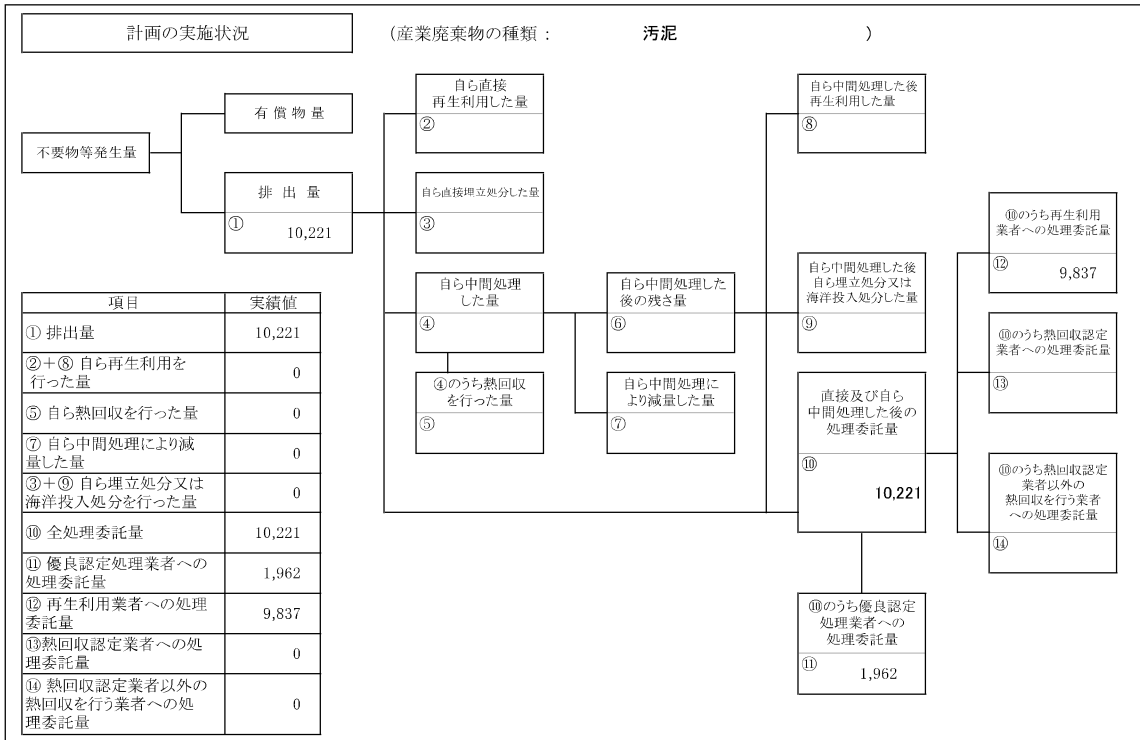 計画の実施状況
(産業廃棄物の種類： 汚泥 )
不要物等発生量
有償物量
排出量
①
10,221
自ら直接
再生利用した量
②
自ら直接埋立処分した量
③
自ら中間処理
した量
④
④のうち熱回収
を行った量
⑤
自ら中間処理した
後の残さ量
⑥
自ら中間処理に
より減量した量
⑦
自ら中間処理した後
再生利用した量
⑧
自ら中間処理した後
自ら埋立処分又は
海洋投入処分した量
⑨
直接及び自ら
中間処理した後の
処理委託量
⑩
10,221
⑩のうち優良認定
処理業者への
処理委託量
⑪
1,962
⑩のうち再生利用
業者への処理委託量
⑫
9,837
⑩のうち熱回収認定
業者への処理委託量
⑬
⑩のうち熱回収認定
業者以外の
熱回収を行う業者
への処理委託量
⑭
項目 実績値
① 排出量 10,221
②＋⑧ 自ら再生利用を
行った量 0
⑤ 自ら熱回収を行った量 0
⑦ 自ら中間処理により減
量した量 0
③＋⑨ 自ら埋立処分又は
海洋投入処分を行った量 0
⑩ 全処理委託量 10,221
⑪ 優良認定処理業者への
処理委託量 1,962
⑫ 再生利用業者への処理
委託量 9,837
⑬熱回収認定業者への処
理委託量 0
⑭ 熱回収認定業者以外の
熱回収を行う業者への処
理委託量 0